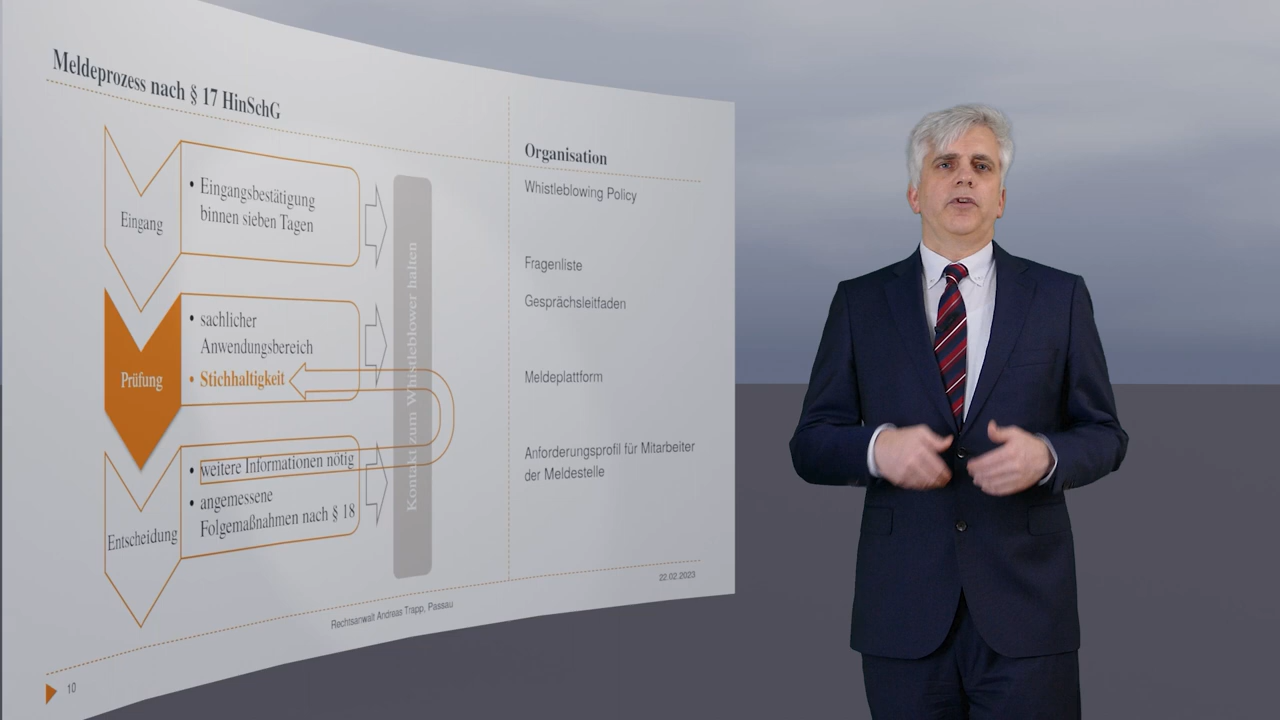 Meldeprozess nach § 17 HinSchG
Eingang
• Eingangsbestätigung
binnen sieben Tagen
Prüfung
• sachlicher
Anwendungsbereich
• Stichhaltigkeit
Entscheidung
• weitere Informationen nötig
• angemessene
Folgemaßnahmen nach § 18
Kontakt zum Whistleblower halten
Organisation
Whistleblowing Policy
Fragenliste
Gesprächsleitfaden
Meldeplattform
Anforderungsprofil für Mitarbeiter
der Meldestelle
22.02.2023
Rechtsanwalt Andreas Trapp, Passau
10